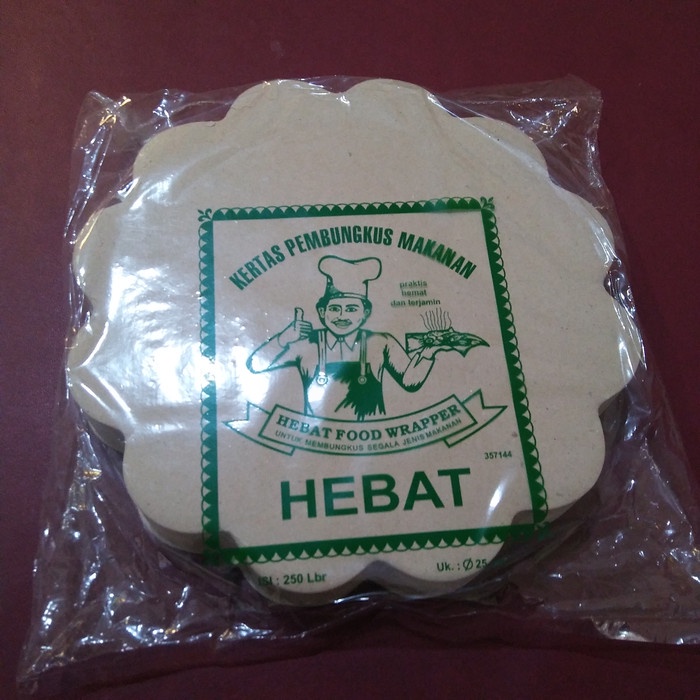 KERTAS PEMBUNGKUS MAKANAN
praktis
hemat
dan terjamin
HEBAT FOOD WRAPPER
UNTUK MEMBUNGKUS SEGALA JENIS MAKANAN
357144
HEBAT
ISI : 250 Lbr
Uk. : Ø 25